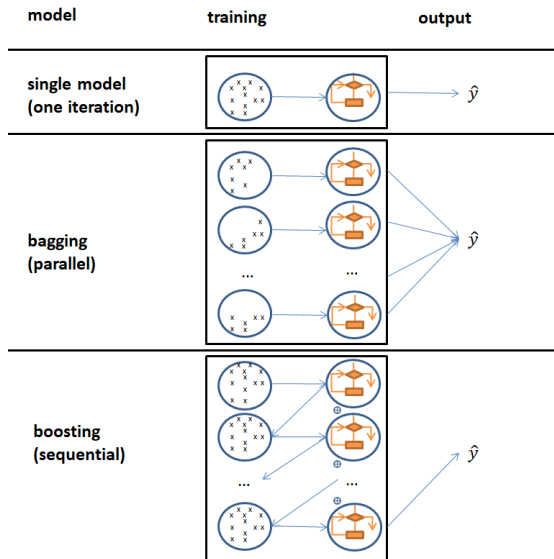 model training output
single model
(one iteration)
ŷ
bagging
(parallel)
... ...
ŷ
boosting
(sequential)
⊕
⊕
... ...
⊕
ŷ